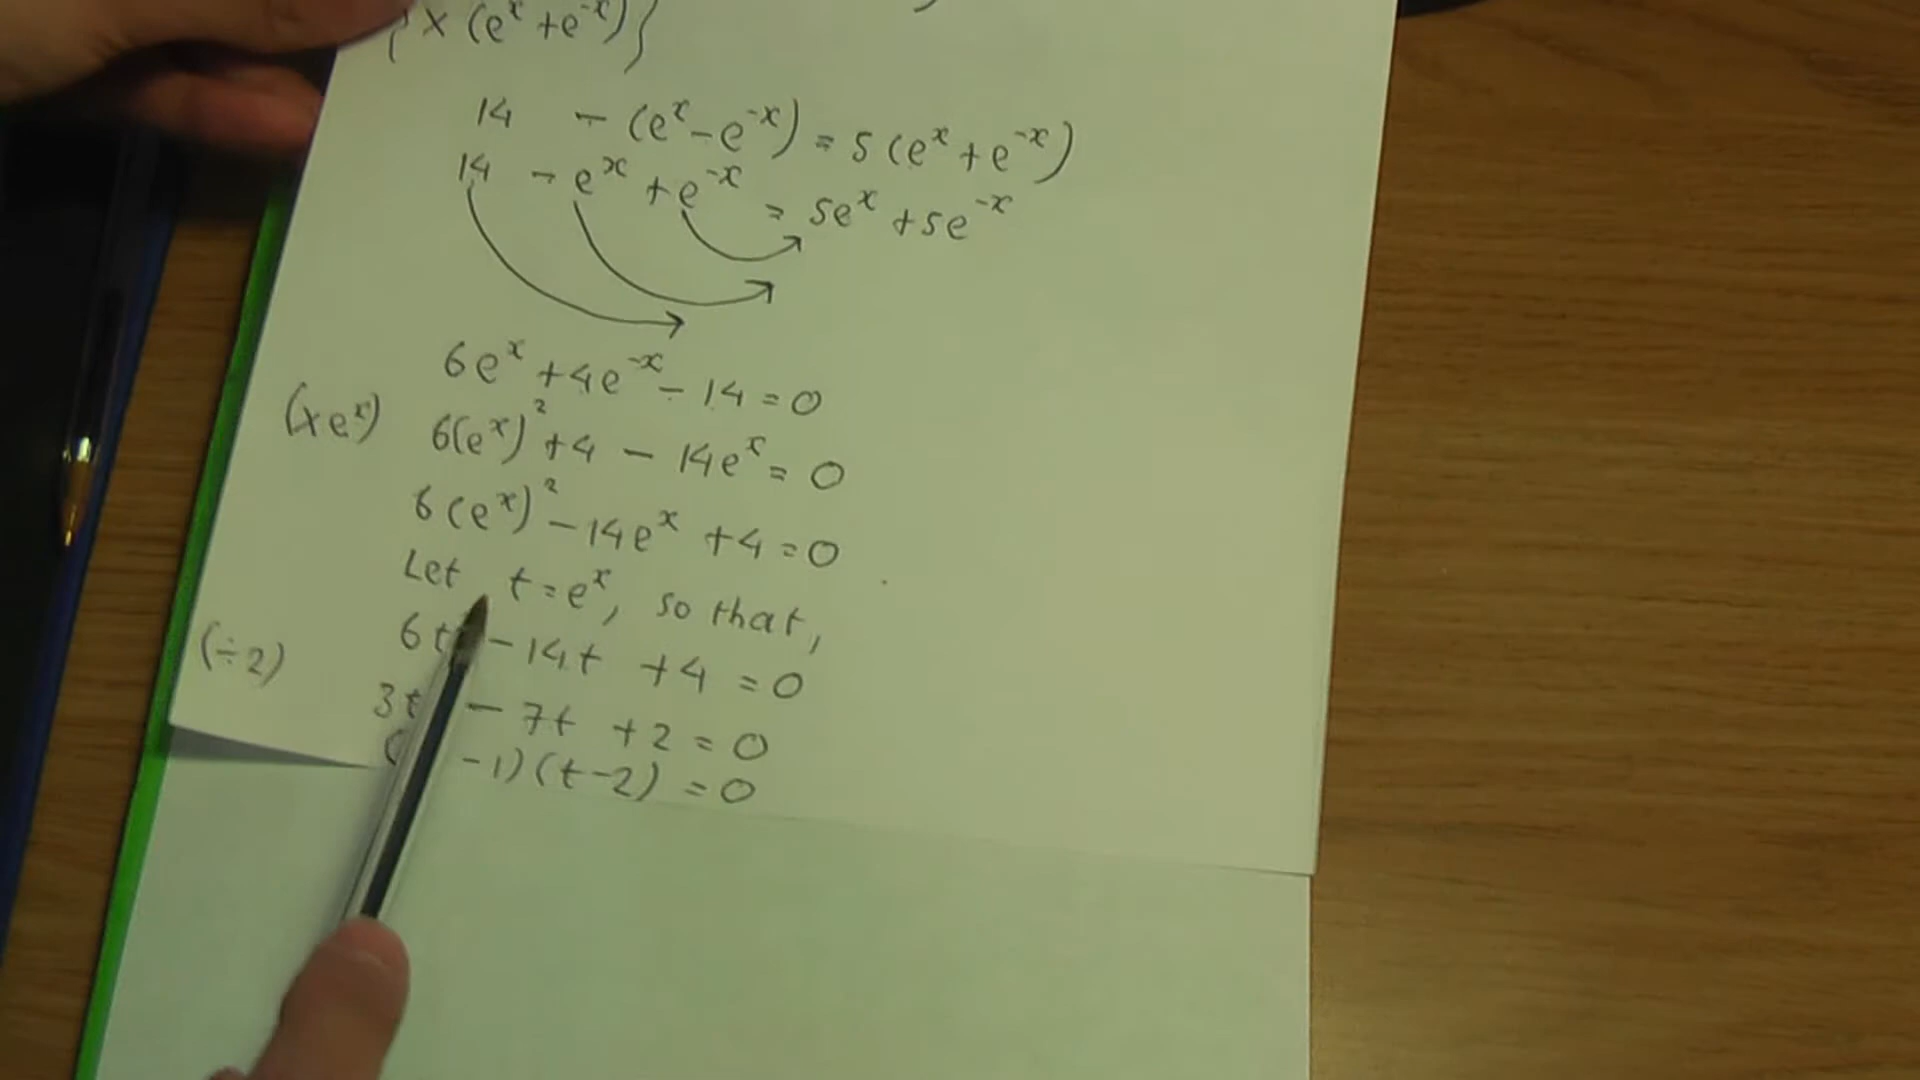 {× (eˣ + e⁻ˣ)}
14 − (eˣ − e⁻ˣ) = 5(eˣ + e⁻ˣ)
14 − eˣ + e⁻ˣ = 5eˣ + 5e⁻ˣ
6eˣ + 4e⁻ˣ − 14 = 0
(×eˣ) 6(eˣ)² + 4 − 14eˣ = 0
6(eˣ)² − 14eˣ + 4 = 0
Let t = eˣ, so that,
6t − 14t + 4 = 0
(÷2) 3t − 7t + 2 = 0
( −1)(t−2) = 0